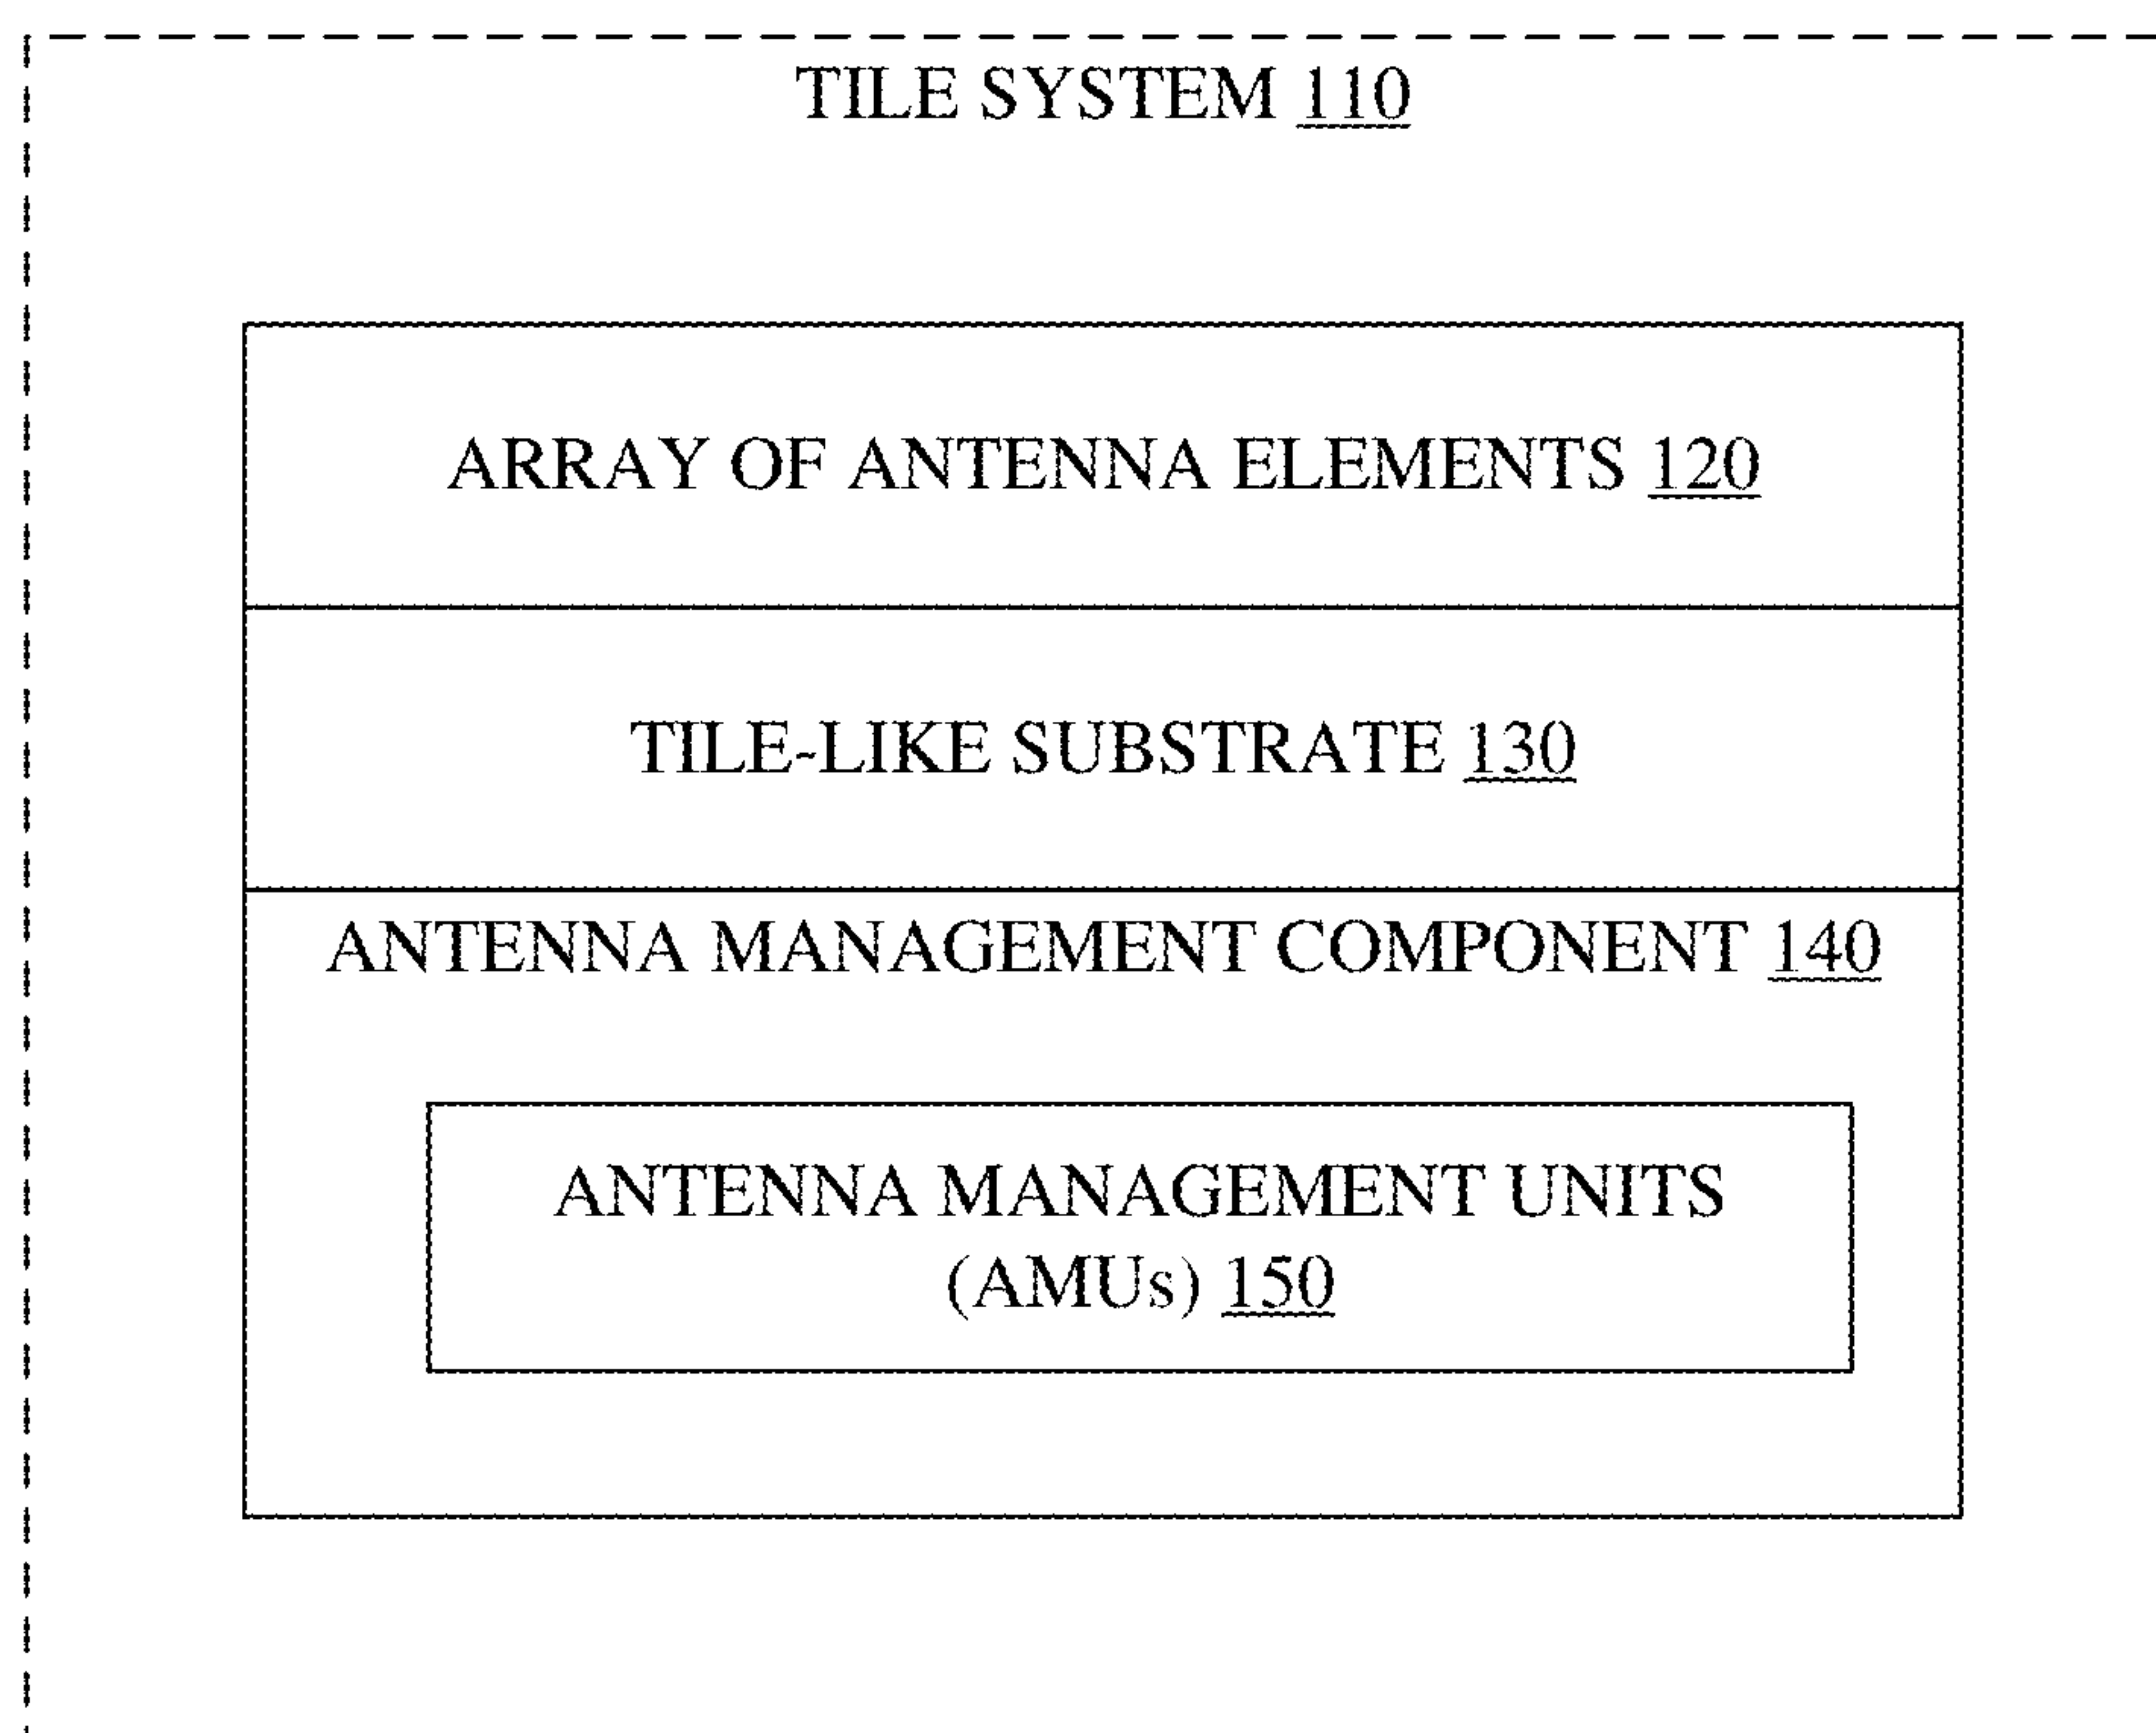 TILE SYSTEM 110
ARRAY OF ANTENNA ELEMENTS 120
TILE-LIKE SUBSTRATE 130
ANTENNA MANAGEMENT COMPONENT 140
ANTENNA MANAGEMENT UNITS
(AMUs) 150